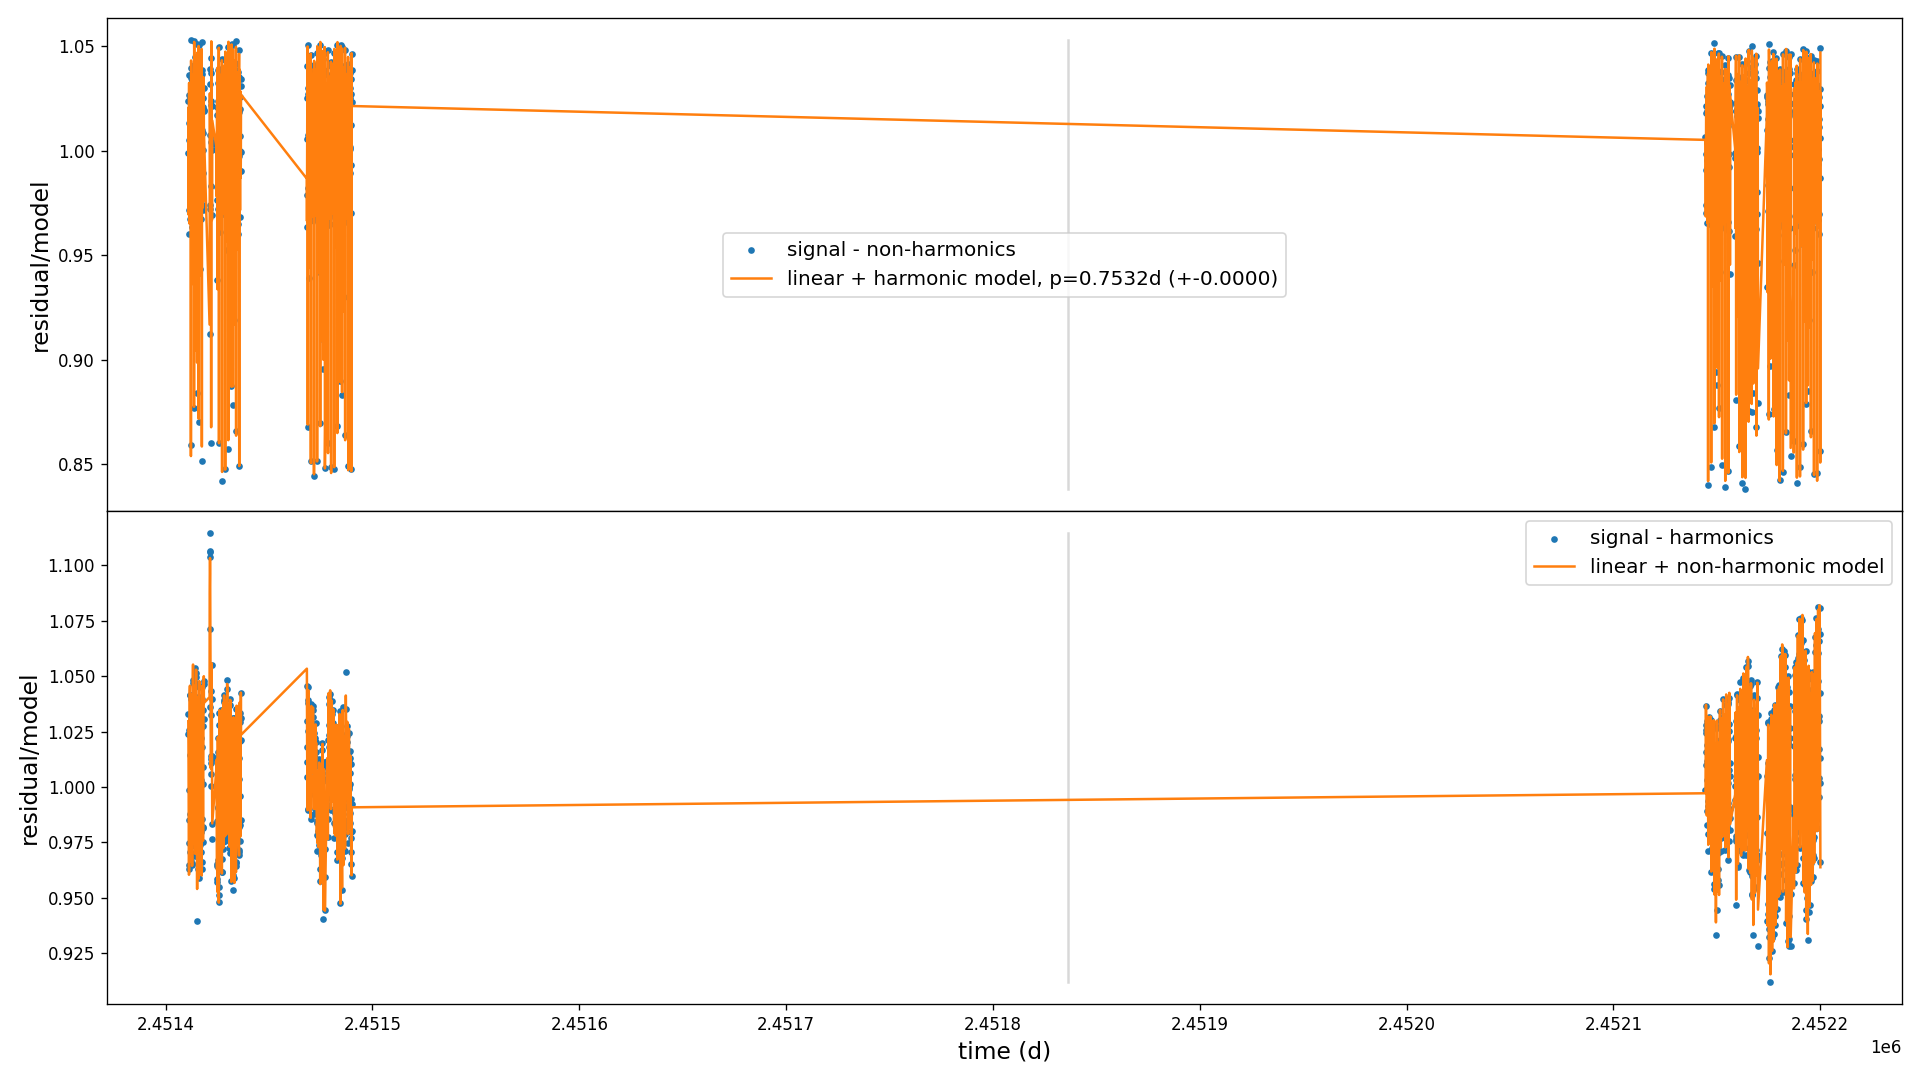 1.05
1.00
0.95
0.90
0.85
residual/model
signal - non-harmonics
linear + harmonic model, p=0.7532d (+-0.0000)
1.100
1.075
1.050
1.025
1.000
0.975
0.950
0.925
residual/model
signal - harmonics
linear + non-harmonic model
2.4514 2.4515 2.4516 2.4517 2.4518 2.4519 2.4520 2.4521 2.4522
1e6
time (d)